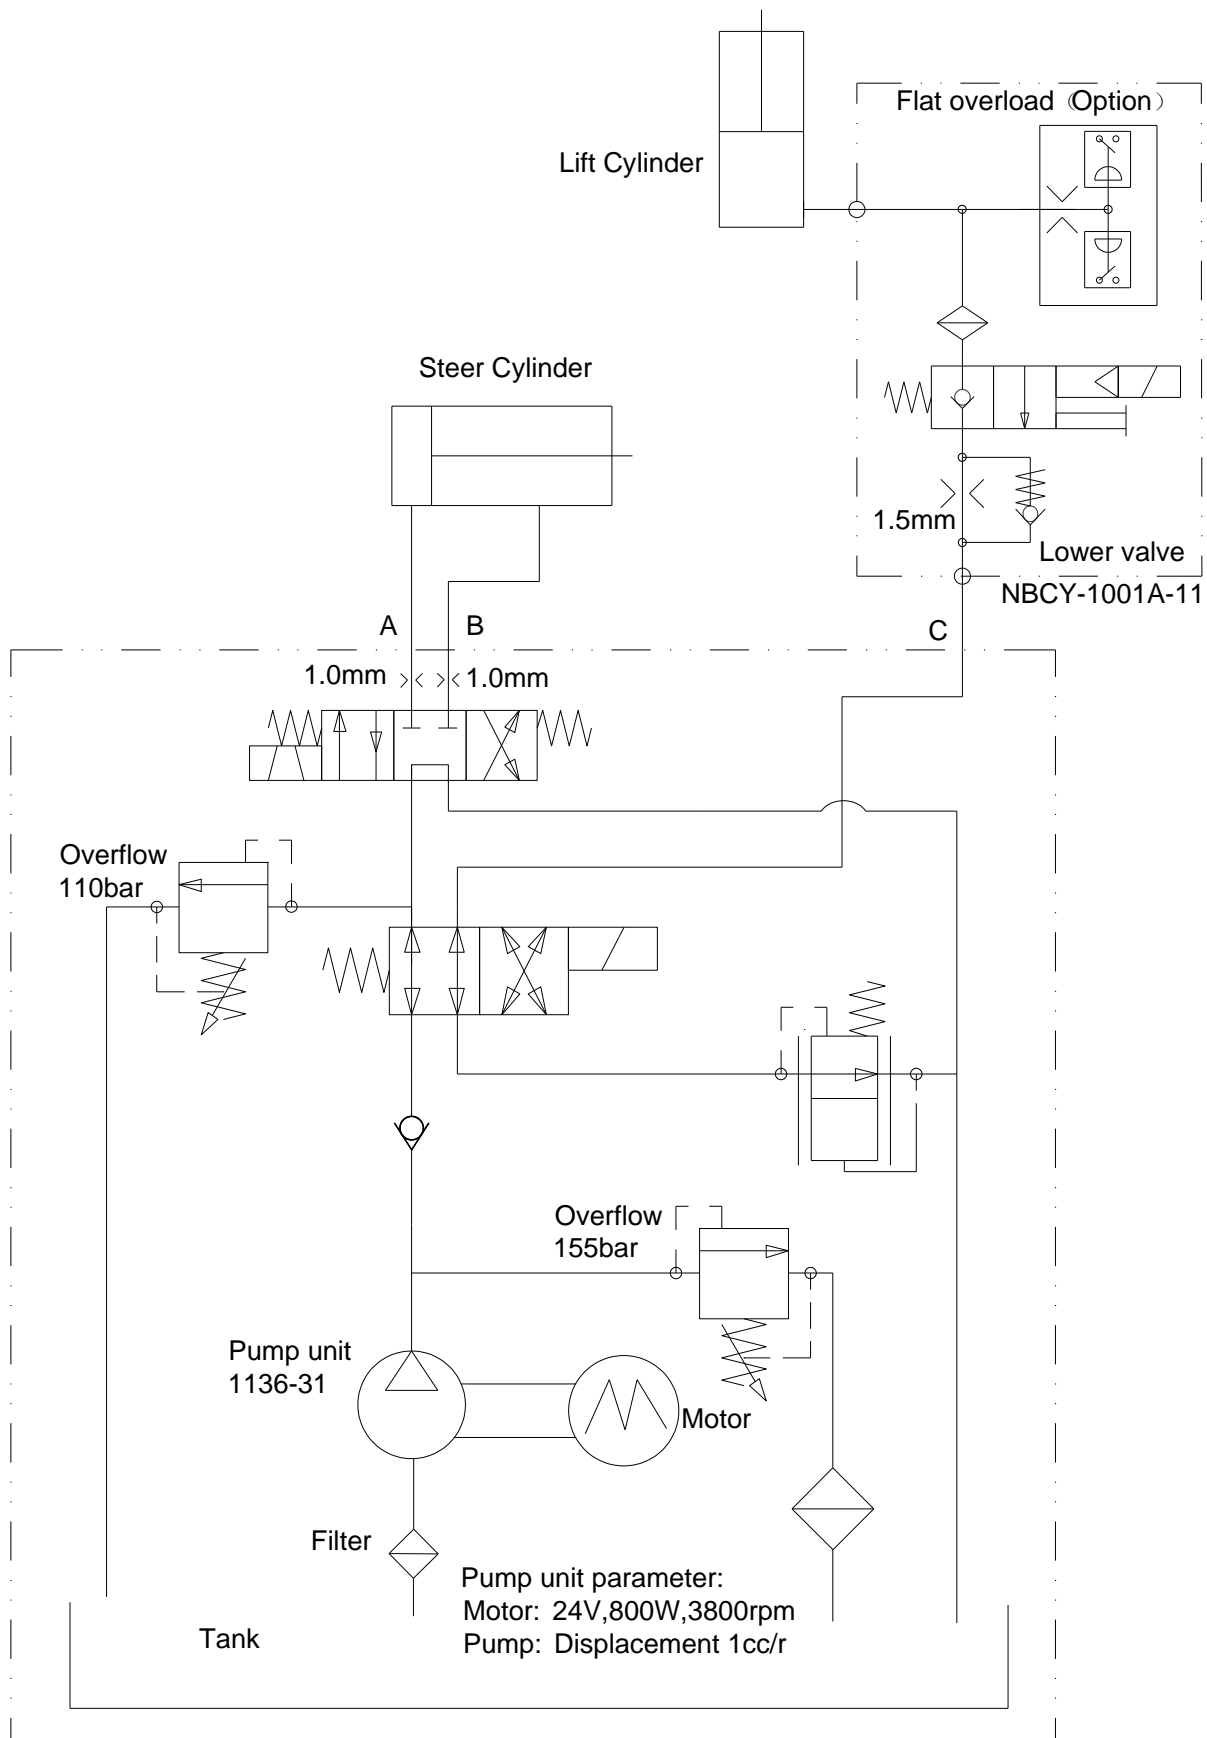 Flat overload（Option）
Lift Cylinder
Steer Cylinder
1.5mm
Lower valve
NBCY-1001A-11
A
B
C
1.0mm
1.0mm
Overflow
110bar
Overflow
155bar
Pump unit
1136-31
Motor
Filter
Pump unit parameter:
Motor: 24V,800W,3800rpm
Pump: Displacement 1cc/r
Tank